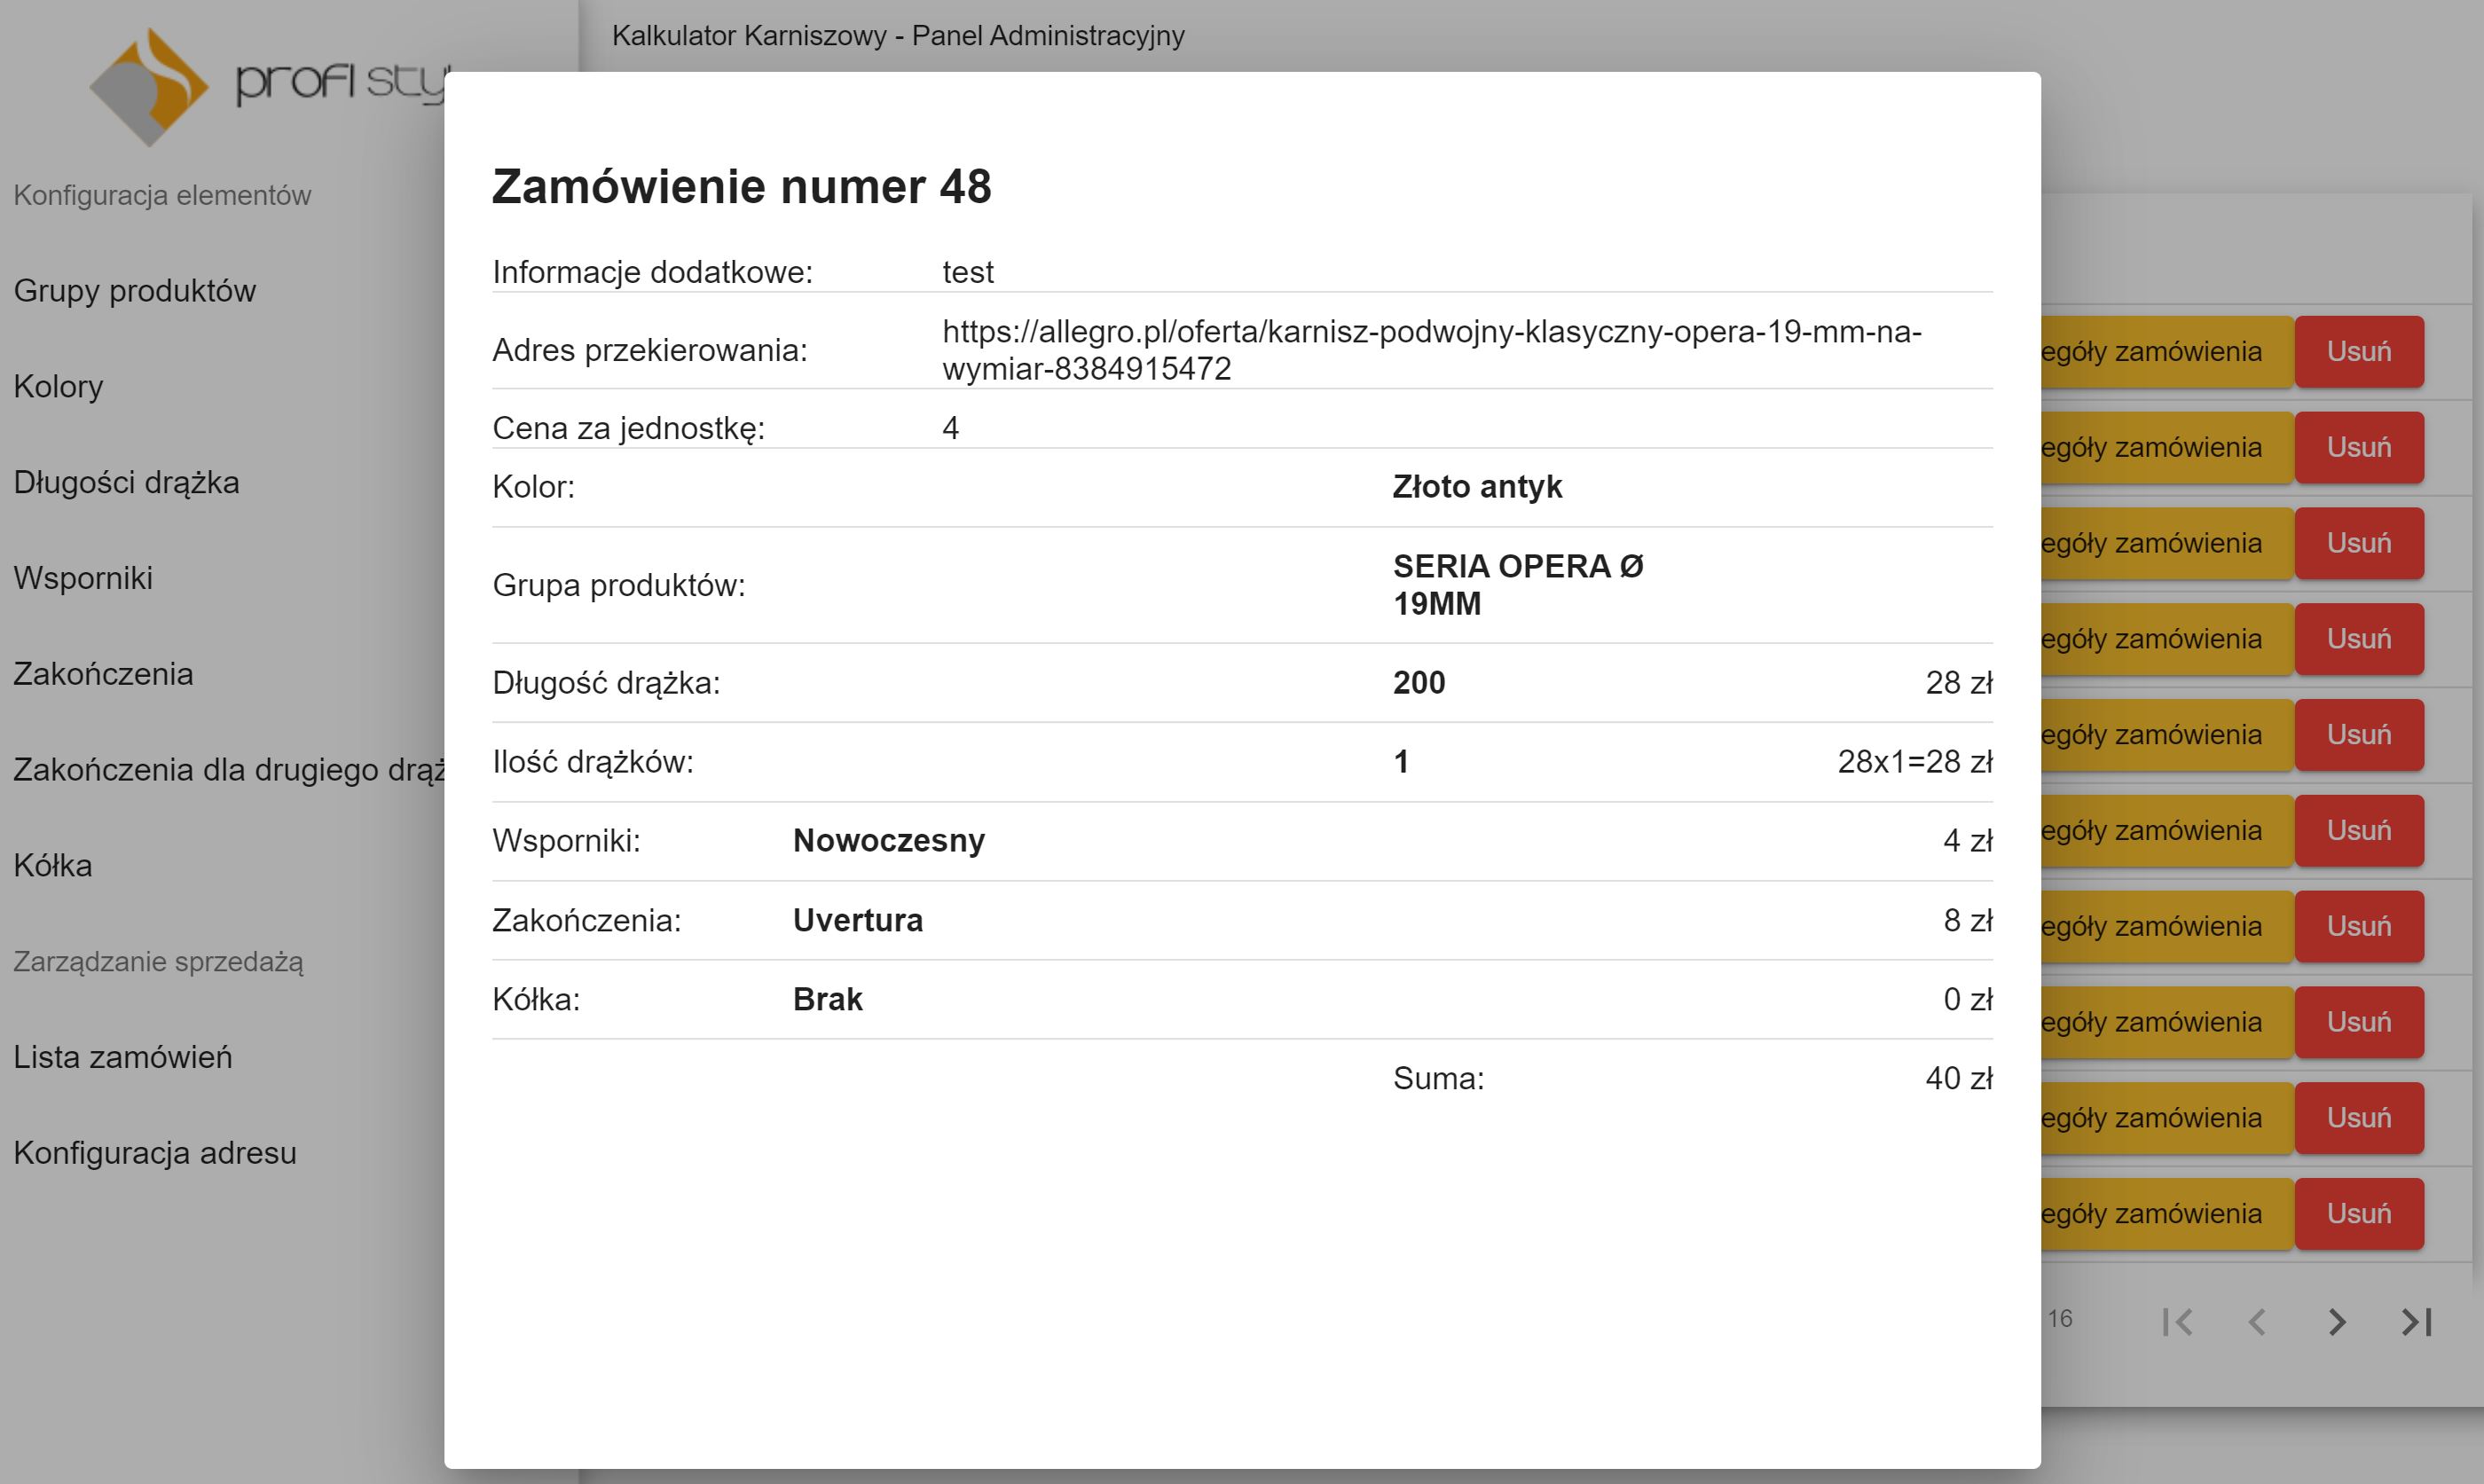 profi sty
Kalkulator Karniszowy - Panel Administracyjny
Konfiguracja elementów
Grupy produktów
Kolory
Długości drążka
Wsporniki
Zakończenia
Zakończenia dla drugiego
Kółka
Zarządzanie sprzedażą
Lista zamówień
Konfiguracja adresu
Zamówienie numer 48
Informacje dodatkowe: test
Adres przekierowania: https://allegro.pl/oferta/karnisz-podwojny-klasyczny-opera-19-mm-na-
wymiar-8384915472
Cena za jednostkę: 4
Kolor: Złoto antyk
Grupa produktów: SERIA OPERA Ø
19MM
Długość drążka: 200 28 zł
Ilość drążków: 1 28x1=28 zł
Wsporniki: Nowoczesny 4 zł
Zakończenia: Uvertura 8 zł
Kółka: Brak 0 zł
Suma: 40 zł
egóły zamówienia Usuń
egóły zamówienia Usuń
egóły zamówienia Usuń
egóły zamówienia Usuń
egóły zamówienia Usuń
egóły zamówienia Usuń
egóły zamówienia Usuń
egóły zamówienia Usuń
egóły zamówienia Usuń
egóły zamówienia Usuń
16